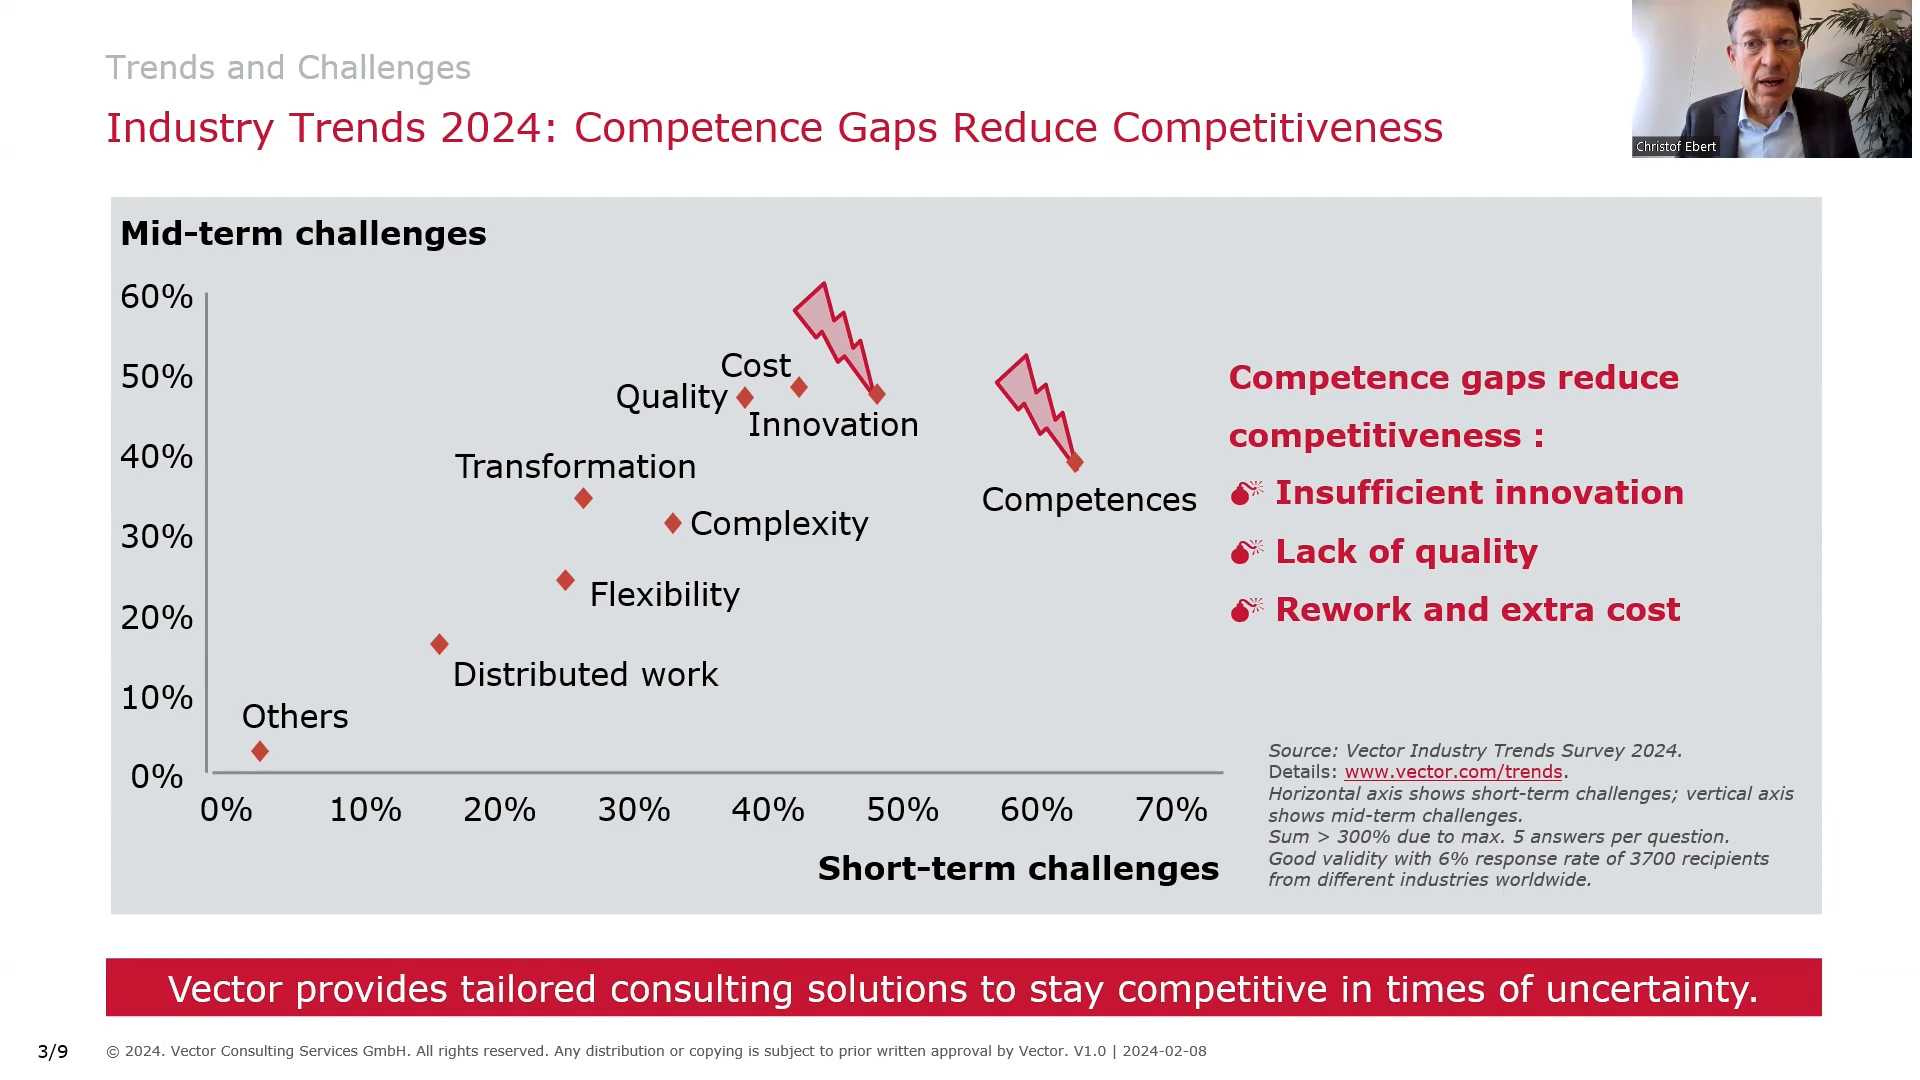 Trends and Challenges
Industry Trends 2024: Competence Gaps Reduce Competitiveness
Christof Ebert
Mid-term challenges
60%
50%
40%
30%
20%
10%
0%
Cost
Quality
Innovation
Transformation
Competences
Complexity
Flexibility
Distributed work
Others
0%
10%
20%
30%
40%
50%
60%
70%
Short-term challenges
Competence gaps reduce
competitiveness :
Insufficient innovation
Lack of quality
Rework and extra cost
Source: Vector Industry Trends Survey 2024.
Details: www.vector.com/trends.
Horizontal axis shows short-term challenges; vertical axis
shows mid-term challenges.
Sum > 300% due to max. 5 answers per question.
Good validity with 6% response rate of 3700 recipients
from different industries worldwide.
Vector provides tailored consulting solutions to stay competitive in times of uncertainty.
3/9
© 2024. Vector Consulting Services GmbH. All rights reserved. Any distribution or copying is subject to prior written approval by Vector. V1.0 | 2024-02-08